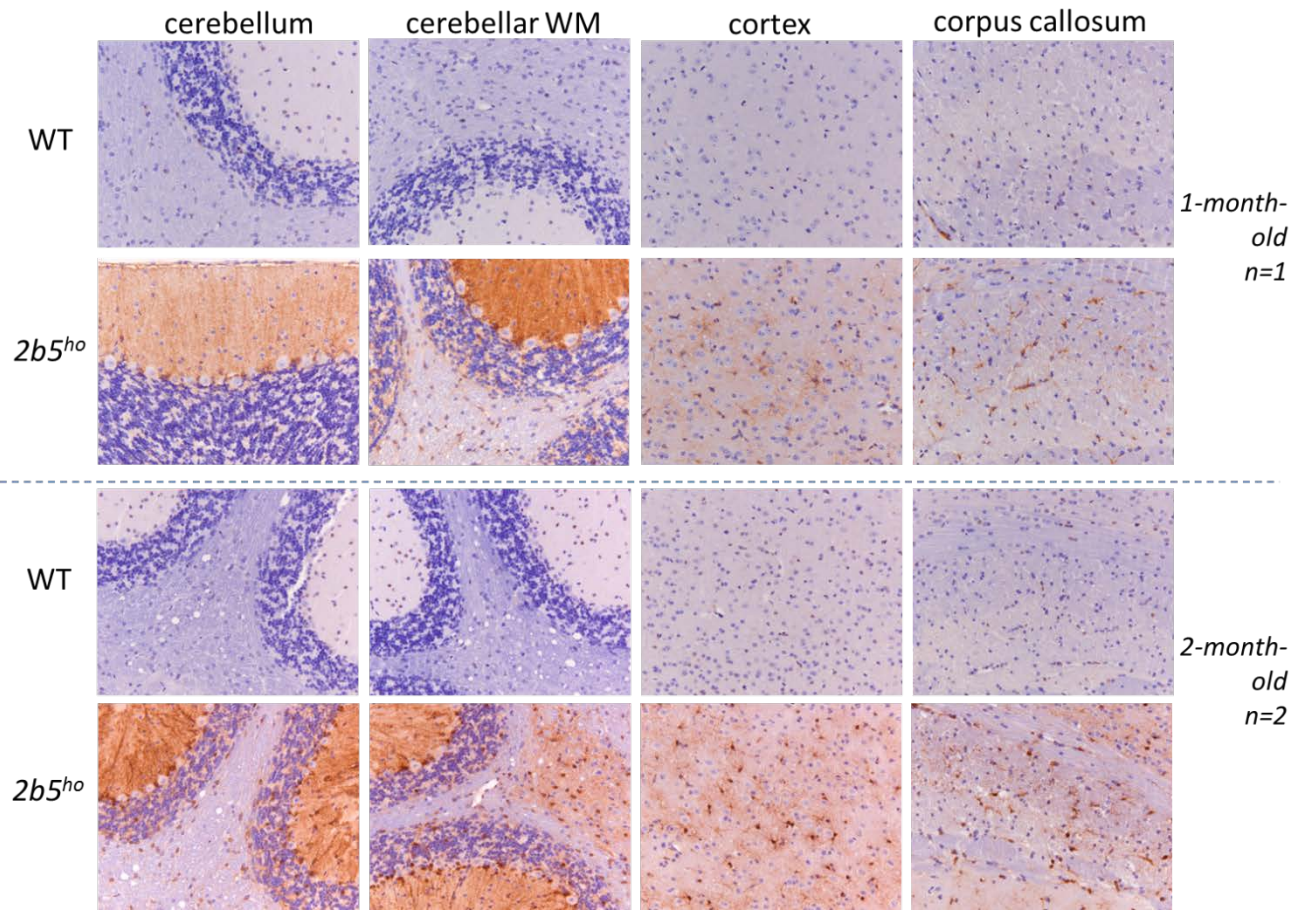 cerebellum
cerebellar WM
cortex
corpus callosum
WT
1-month-
old
n=1
2b5ho
WT
2-month-
old
n=2
2b5ho